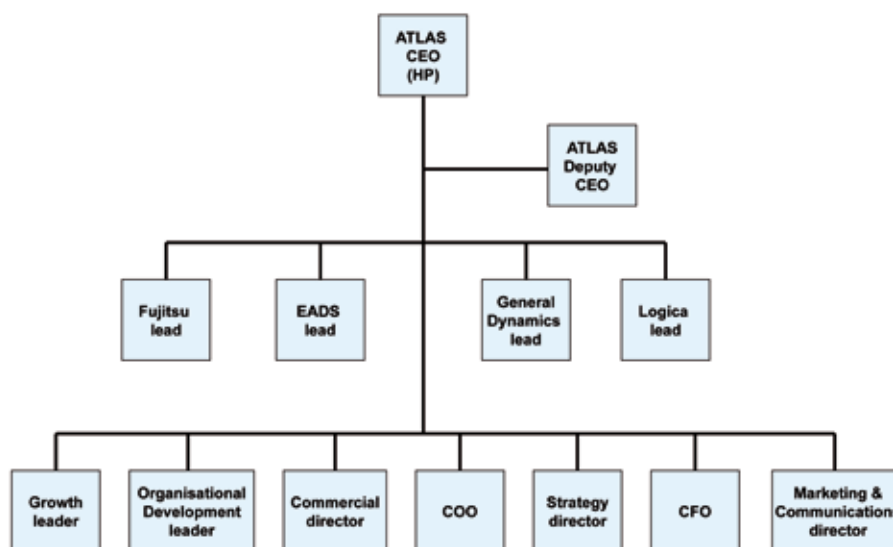 ATLAS
CEO
(HP)
ATLAS
Deputy
CEO
Fujitsu
lead
EADS
lead
General
Dynamics
lead
Logica
lead
Growth
leader
Organisational
Development
leader
Commercial
director
COO
Strategy
director
CFO
Marketing &
Communications
director